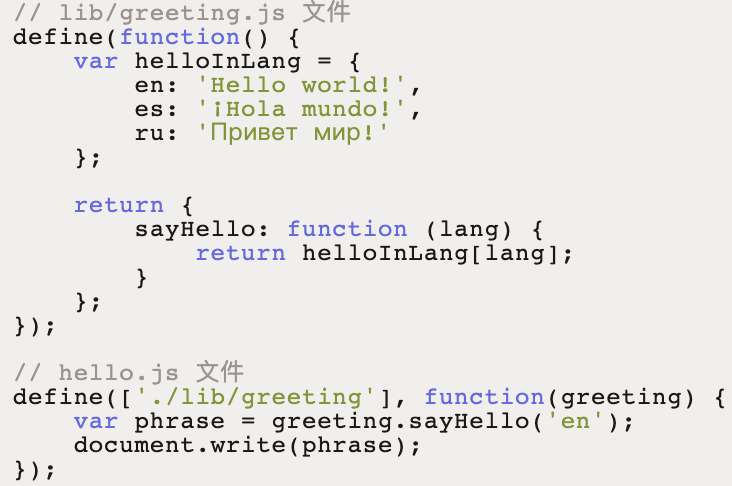 // lib/greeting.js 文件
define(function() {
    var helloInLang = {
        en: 'Hello world!',
        es: '¡Hola mundo!',
        ru: 'Привет мир!'
    };

    return {
        sayHello: function (lang) {
            return helloInLang[lang];
        }
    };
});

// hello.js 文件
define(['./lib/greeting'], function(greeting) {
    var phrase = greeting.sayHello('en');
    document.write(phrase);
});